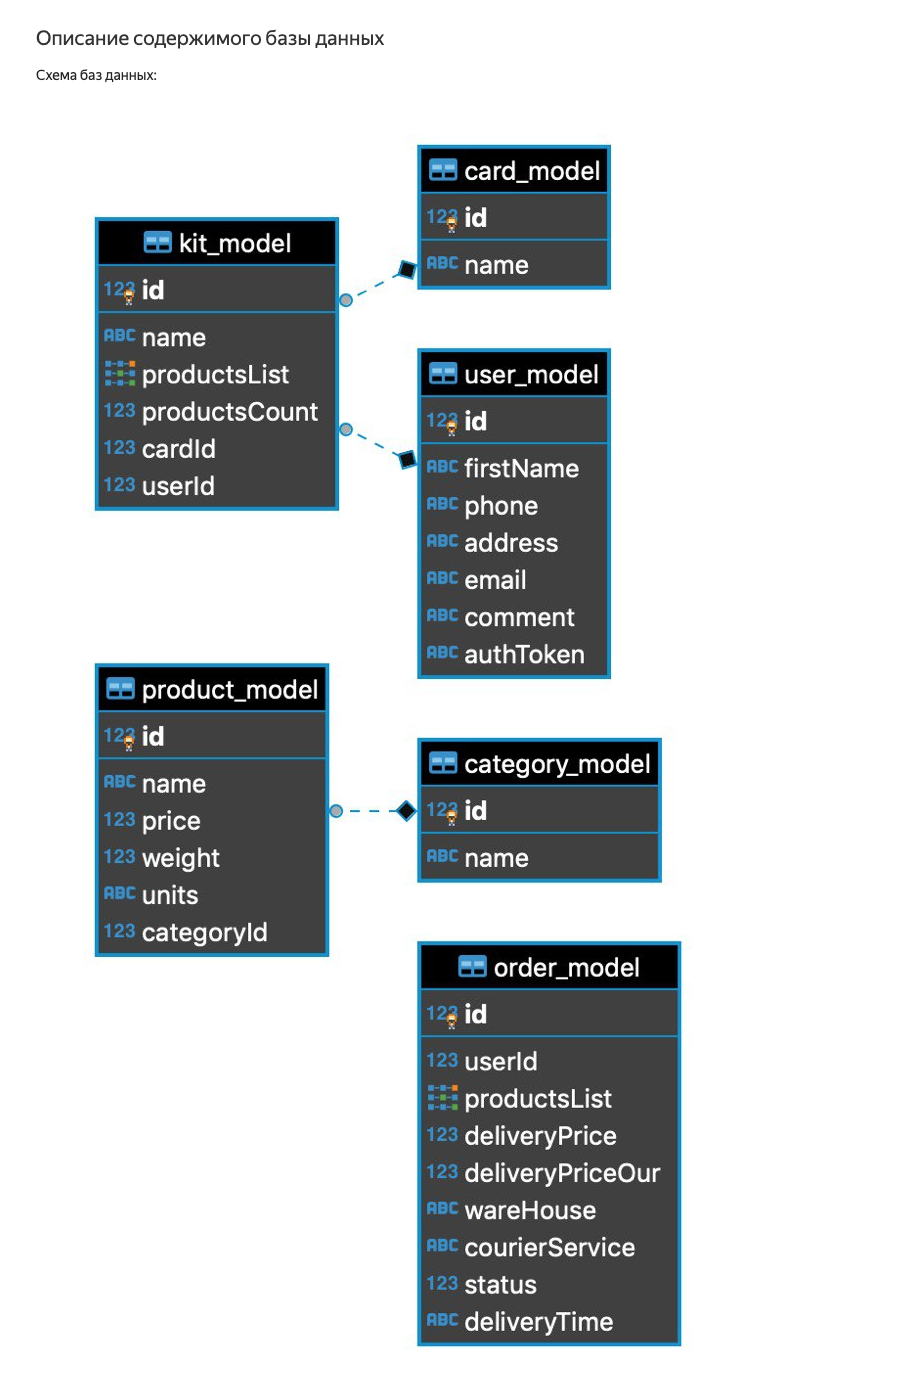 Описание содержимого базы данных
Схема баз данных:
card_model
123 id
ABC name
kit_model
123 id
ABC name
productsList
123 productsCount
123 cardId
123 userId
user_model
123 id
ABC firstName
ABC phone
ABC address
ABC email
ABC comment
ABC authToken
product_model
123 id
ABC name
123 price
123 weight
ABC units
123 categoryId
category_model
123 id
ABC name
order_model
123 id
123 userId
productsList
123 deliveryPrice
123 deliveryPriceOur
ABC wareHouse
ABC courierService
123 status
ABC deliveryTime